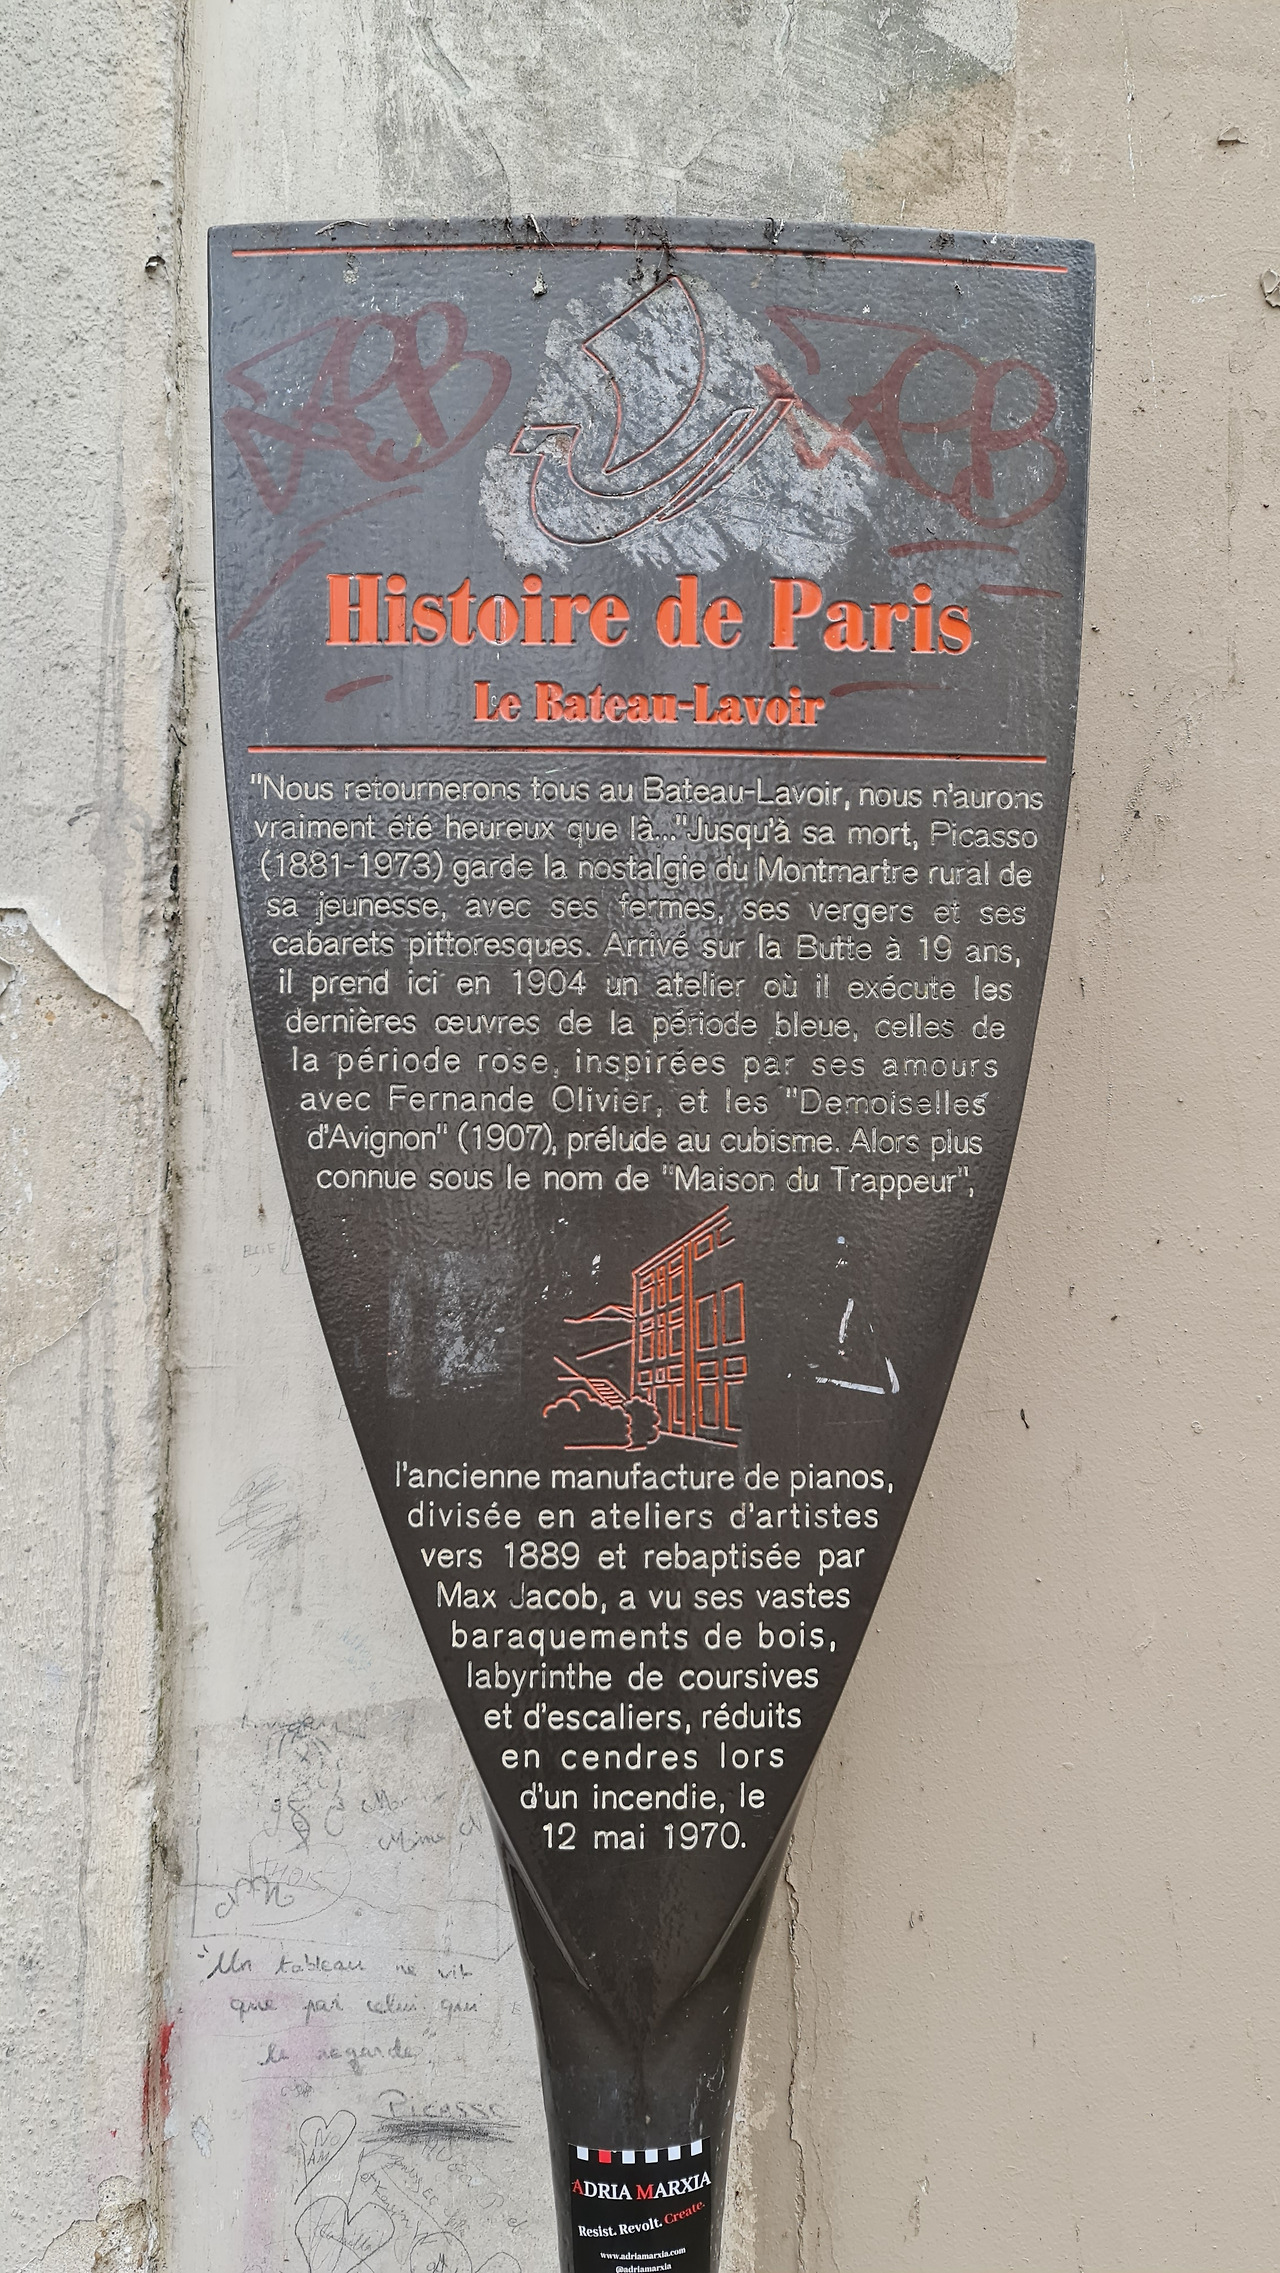 Histoire de Paris
Le Bateau-Lavoir
"Nous retournerons tous au Bateau-Lavoir, nous n'aurons
vraiment été heureux que là..."Jusqu'à sa mort, Picasso
(1881-1973) garde la nostalgie du Montmartre rural de
sa jeunesse, avec ses fermes, ses vergers et ses
cabarets pittoresques. Arrivé sur la Butte à 19 ans,
il prend ici en 1904 un atelier où il exécute les
dernières œuvres de la période bleue, celles de
la période rose, inspirées par ses amours
avec Fernande Olivier, et les "Demoiselles
d'Avignon" (1907), prélude au cubisme. Alors plus
connue sous le nom de "Maison du Trappeur",
l'ancienne manufacture de pianos,
divisée en ateliers d'artistes
vers 1889 et rebaptisée par
Max Jacob, a vu ses vastes
baraquements de bois,
labyrinthe de coursives
et d'escaliers, réduits
en cendres lors
d'un incendie, le
12 mai 1970.
"Un tableau ne vit
que par celui qui
le regarde
Picasso
ADRIA MARXIA
Resist. Revolt. Create.
www.adriamarxia.com
@adriamarxia